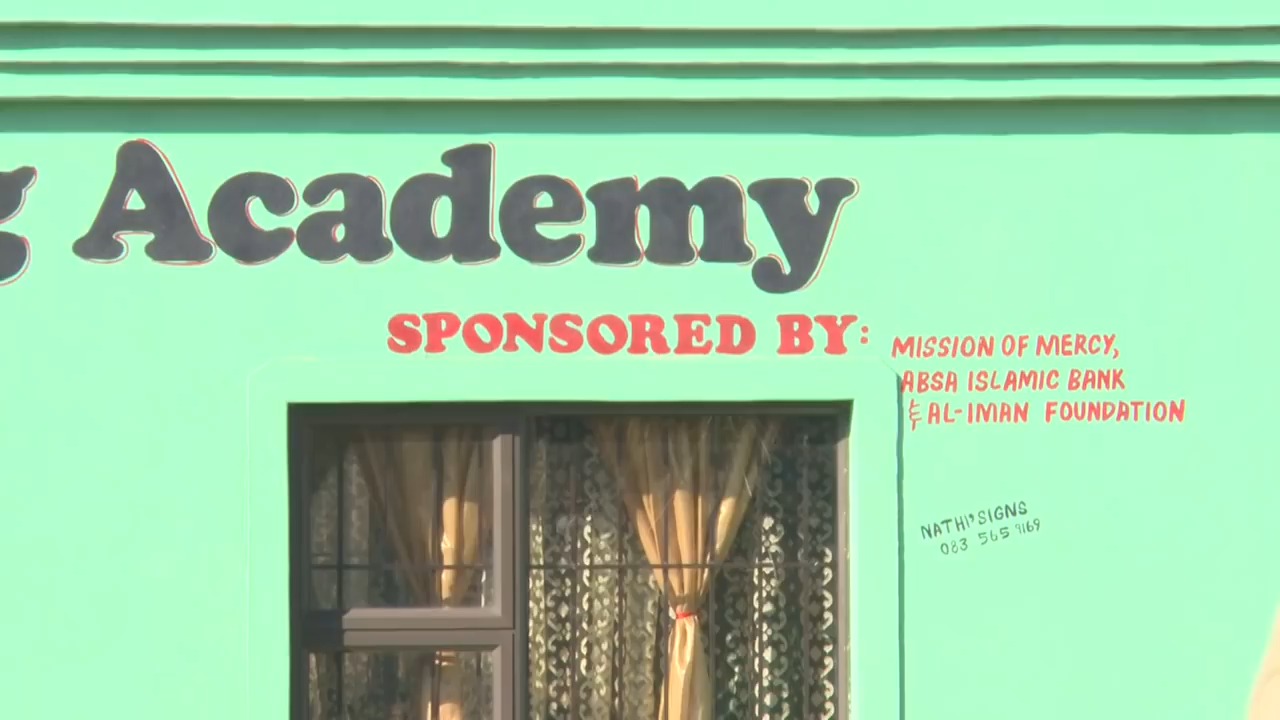 Academy
SPONSORED BY:
MISSION OF MERCY,
ABSA ISLAMIC BANK
& AL-IMAN FOUNDATION
NATHI'SIGNS
083 565 9169